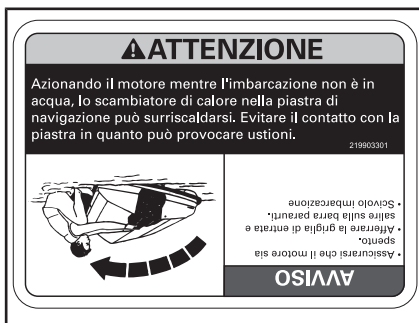 ⚠ATTENZIONE
Azionando il motore mentre l'imbarcazione non è in
acqua, lo scambiatore di calore nella piastra di
navigazione può surriscaldarsi. Evitare il contatto con la
piastra in quanto può provocare ustioni.
219903301
AVVISO
• Assicurarsi che il motore sia
spento.
• Afferrare la griglia di entrata e
salire sulla barra paraurti.
• Scivolo imbarcazione